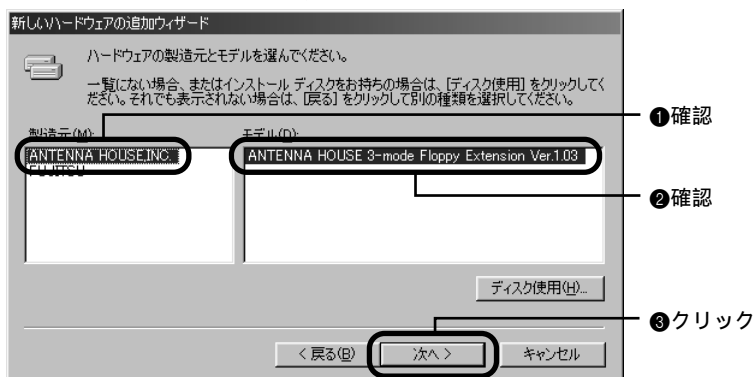 新しいハードウェアの追加ウィザード
ハードウェアの製造元とモデルを選んでください。
一覧にない場合、またはインストール ディスクをお持ちの場合は、[ディスク使用] をクリックしてく
ださい。それでも表示されない場合は、[戻る] をクリックして別の種類を選択してください。
製造元(M):
モデル(D):
ANTENNA HOUSE,INC.
ANTENNA HOUSE 3-mode Floppy Extension Ver.1.03
FUJITSU
ディスク使用(H)...
< 戻る(B)
次へ >
キャンセル
❶確認
❷確認
❸クリック